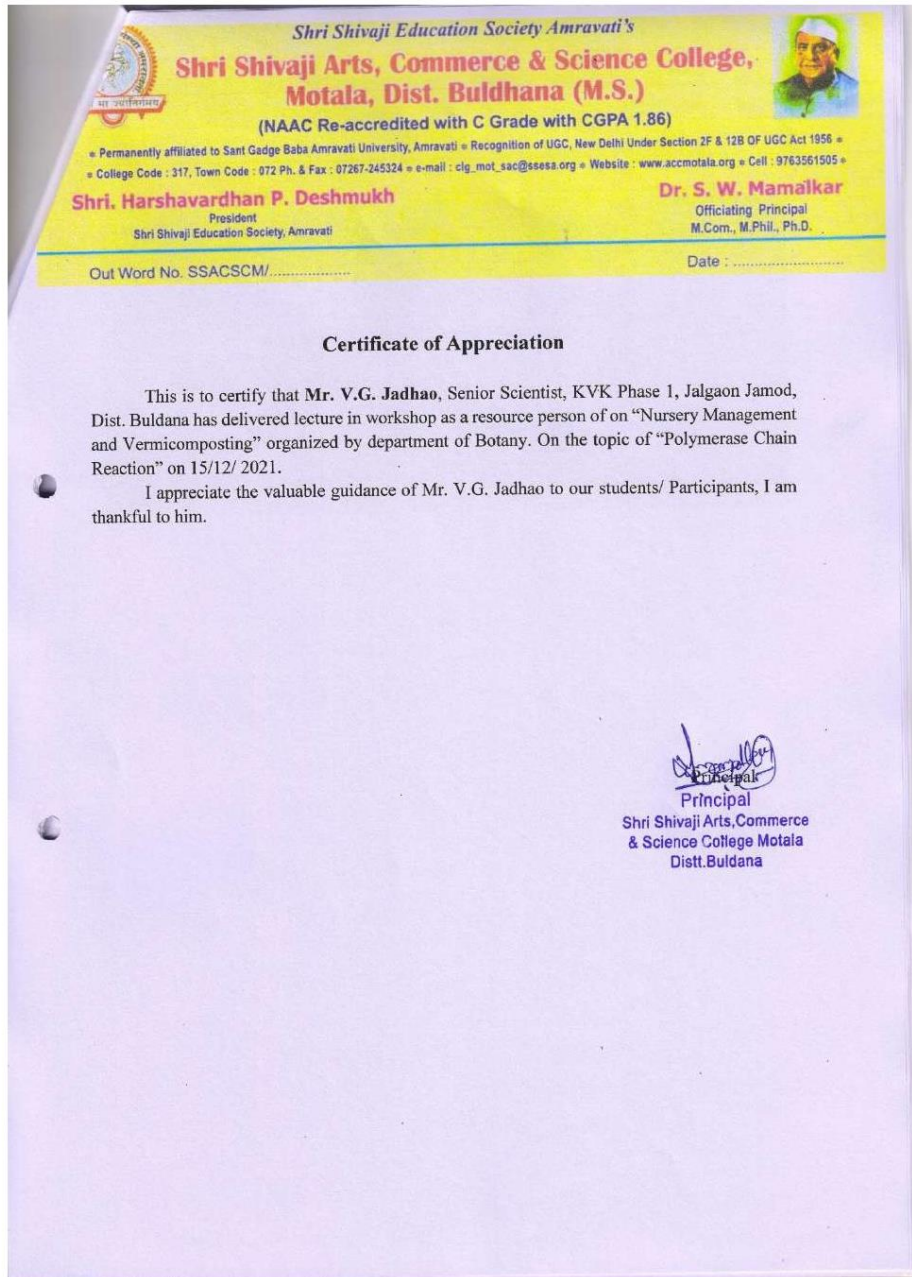 Shri Shivaji Education Society Amravati's
Shri Shivaji Arts, Commerce & Science College,
Motala, Dist. Buldhana (M.S.)
(NAAC Re-accredited with C Grade with CGPA 1.86)
Permanently affiliated to Sant Gadge Baba Amravati University, Amravati Recognition of UGC, New Delhi Under Section 2F & 12B OF UGC Act 1956
College Code : 317, Town Code : 072 Ph. & Fax : 07267-245324 e-mail : clg_mot_sac@ssesa.org Website : www.accmotala.org Cell : 9763561505
Shri. Harshavardhan P. Deshmukh
President
Shri Shivaji Education Society, Amravati
Dr. S. W. Mamalkar
Officiating Principal
M.Com., M.Phil., Ph.D.
Out Word No. SSACSCM/...................
Date : ..........................
Certificate of Appreciation
This is to certify that Mr. V.G. Jadhao, Senior Scientist, KVK Phase 1, Jalgaon Jamod,
Dist. Buldana has delivered lecture in workshop as a resource person of on “Nursery Management
and Vermicomposting” organized by department of Botany. On the topic of “Polymerase Chain
Reaction” on 15/12/ 2021.
I appreciate the valuable guidance of Mr. V.G. Jadhao to our students/ Participants, I am
thankful to him.
Principal
Principal
Shri Shivaji Arts,Commerce
& Science College Motala
Distt.Buldana